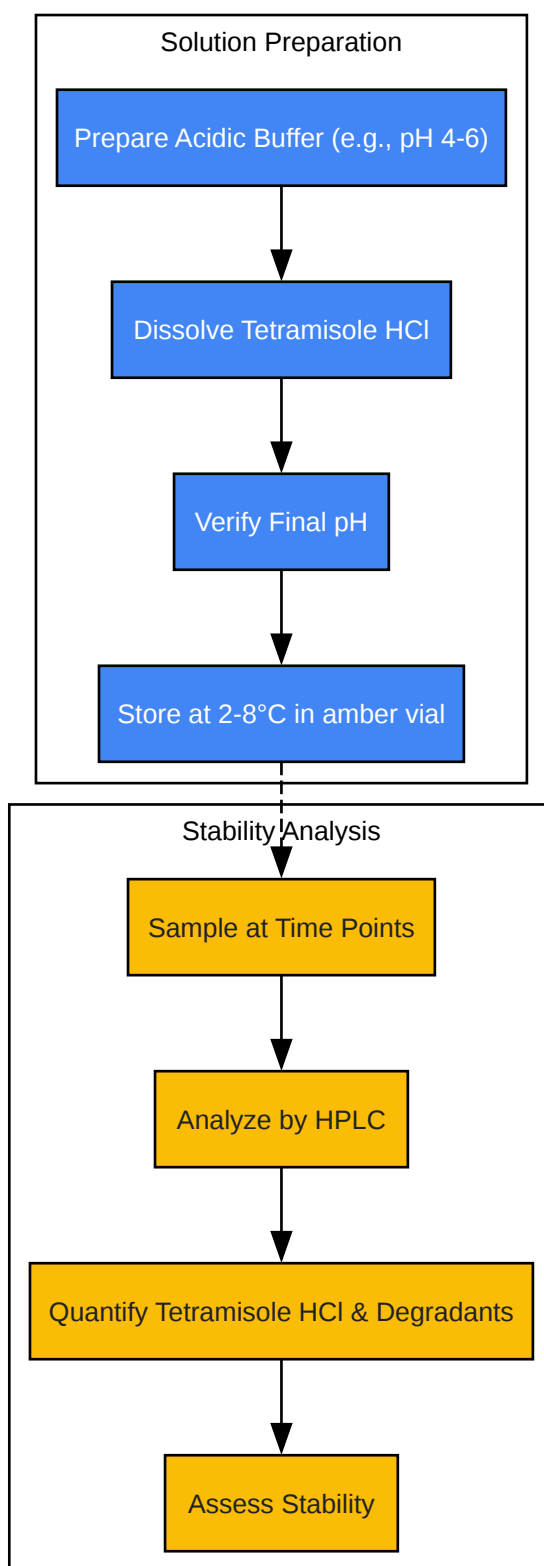 Solution Preparation
Prepare Acidic Buffer (e.g., pH 4-6)
Dissolve Tetramisole HCl
Verify Final pH
Store at 2-8°C in amber vial
Stability Analysis
Sample at Time Points
Analyze by HPLC
Quantify Tetramisole HCl & Degradants
Assess Stability